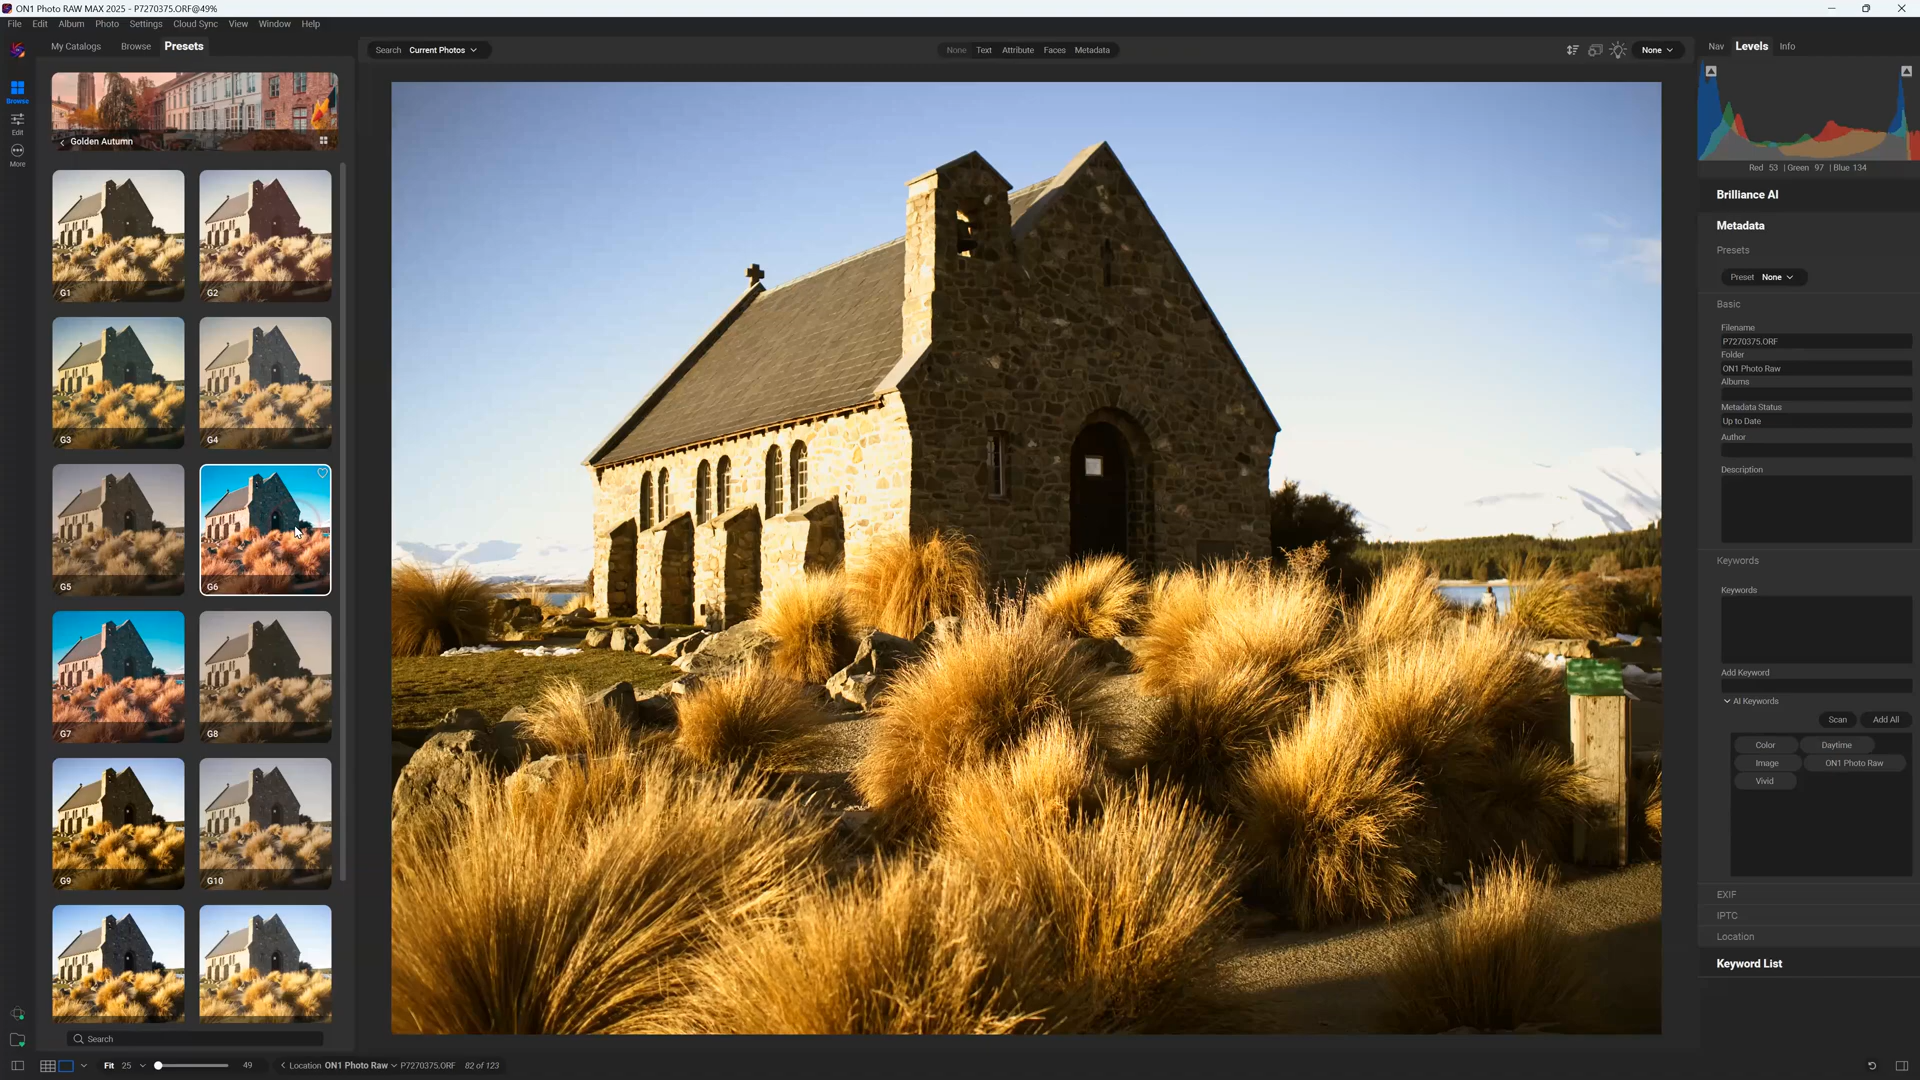 ON1 Photo RAW MAX 2025 - P7270375.ORF@49%
File Edit Album Photo Settings Cloud Sync View Window Help
My Catalogs Browse Presets
Search Current Photos
None Text Attribute Faces Metadata
None
Nav Levels Info
Browse
Edit
More
Golden Autumn
G1 G2
G3 G4
G5 G6
G7 G8
G9 G10
Search
Red 53 | Green 97 | Blue 134
Brilliance AI
Metadata
Presets
Preset None
Basic
Filename
P7270375.ORF
Folder
ON1 Photo Raw
Albums
Metadata Status
Up to Date
Author
Description
Keywords
Keywords
Add Keyword
AI Keywords
Scan Add All
Color Daytime
Image ON1 Photo Raw
Vivid
EXIF
IPTC
Location
Keyword List
Fit 25 49 Location ON1 Photo Raw P7270375.ORF 82 of 123